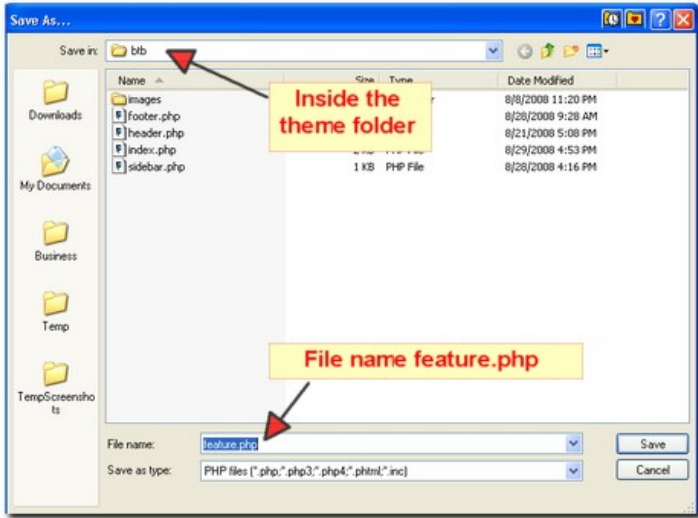 Save As...
Save in: btb
Name Size Type Date Modified
images 8/8/2008 11:20 PM
footer.php 8/28/2008 9:28 AM
header.php 8/21/2008 5:08 PM
index.php PHP File 8/29/2008 4:53 PM
sidebar.php 1 KB PHP File 8/28/2008 4:16 PM
Inside the
theme folder
Downloads
My Documents
Business
Temp
TempScreensho
ts
File name feature.php
File name: feature.php Save
Save as type: PHP files (*.php;*.php3;*.php4;*.phtml;*.inc) Cancel